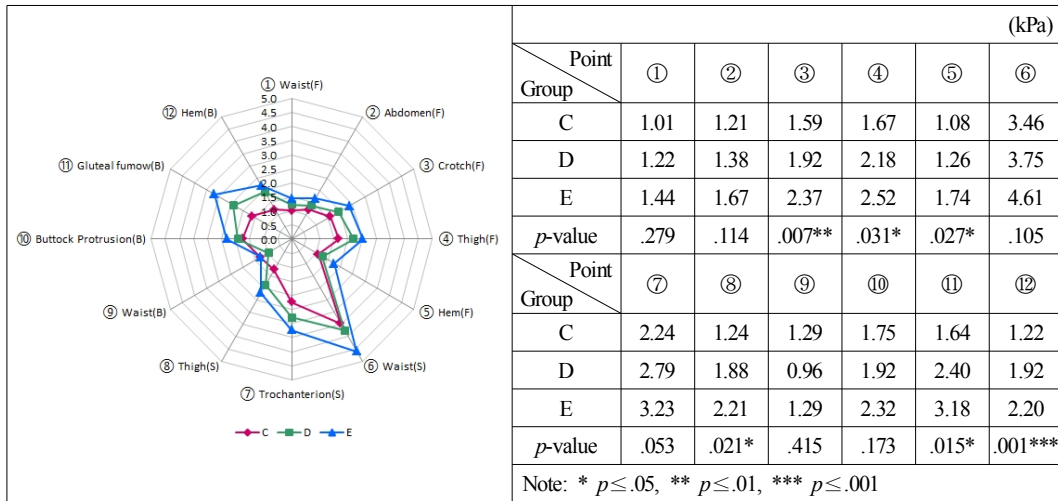 ① Waist(F)
② Abdomen(F)
③ Crotch(F)
④ Thigh(F)
⑤ Hem(F)
⑥ Waist(S)
⑦ Trochanterion(S)
⑧ Thigh(S)
⑨ Waist(B)
⑩ Buttock Protrusion(B)
⑪ Gluteal fumow(B)
⑫ Hem(B)
5.0
4.5
4.0
3.5
3.0
2.5
2.0
1.5
1.0
0.5
0.0
C D E
(kPa)
Point
Group ① ② ③ ④ ⑤ ⑥
C 1.01 1.21 1.59 1.67 1.08 3.46
D 1.22 1.38 1.92 2.18 1.26 3.75
E 1.44 1.67 2.37 2.52 1.74 4.61
p-value .279 .114 .007** .031* .027* .105
Point
Group ⑦ ⑧ ⑨ ⑩ ⑪ ⑫
C 2.24 1.24 1.29 1.75 1.64 1.22
D 2.79 1.88 0.96 1.92 2.40 1.92
E 3.23 2.21 1.29 2.32 3.18 2.20
p-value .053 .021* .415 .173 .015* .001***
Note: * p≤.05, ** p≤.01, *** p≤.001